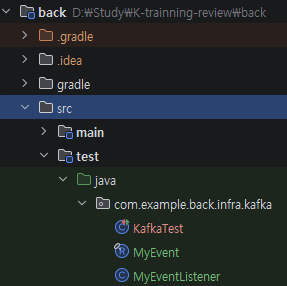 back D:₩Study₩K-trainning-review₩back
.gradle
.idea
gradle
src
main
test
java
com.example.back.infra.kafka
KafkaTest
MyEvent
MyEventListener